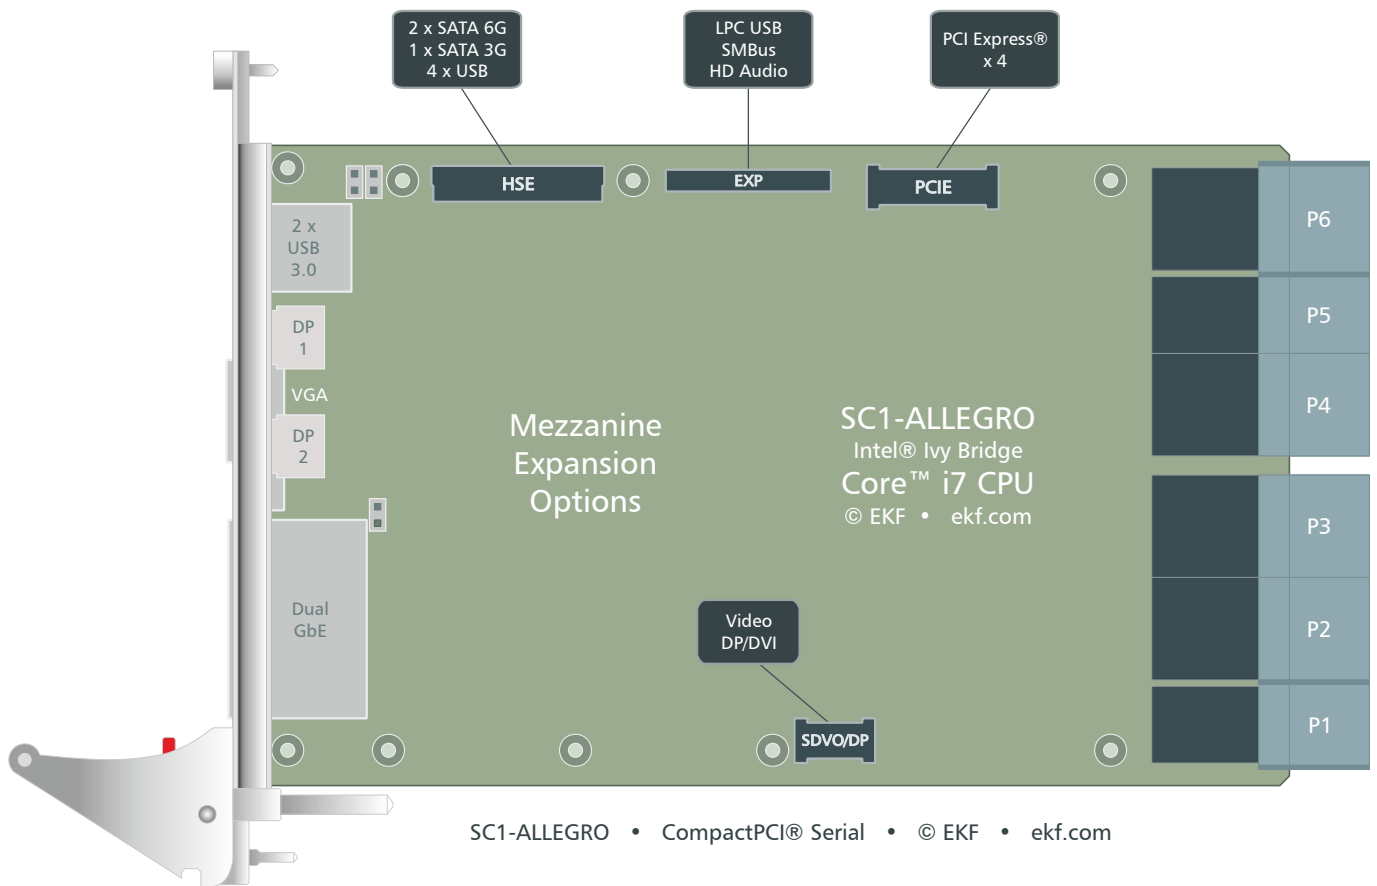 2 x SATA 6G
1 x SATA 3G
4 x USB
LPC USB
SMBus
HD Audio
PCI Express®
x 4
HSE
EXP
PCIE
2 x
USB
3.0
DP
1
VGA
DP
2
Dual
GbE
Mezzanine
Expansion
Options
SC1-ALLEGRO
Intel® Ivy Bridge
Core™ i7 CPU
© EKF • ekf.com
Video
DP/DVI
SDVO/DP
P6
P5
P4
P3
P2
P1
SC1-ALLEGRO • CompactPCI® Serial • © EKF • ekf.com